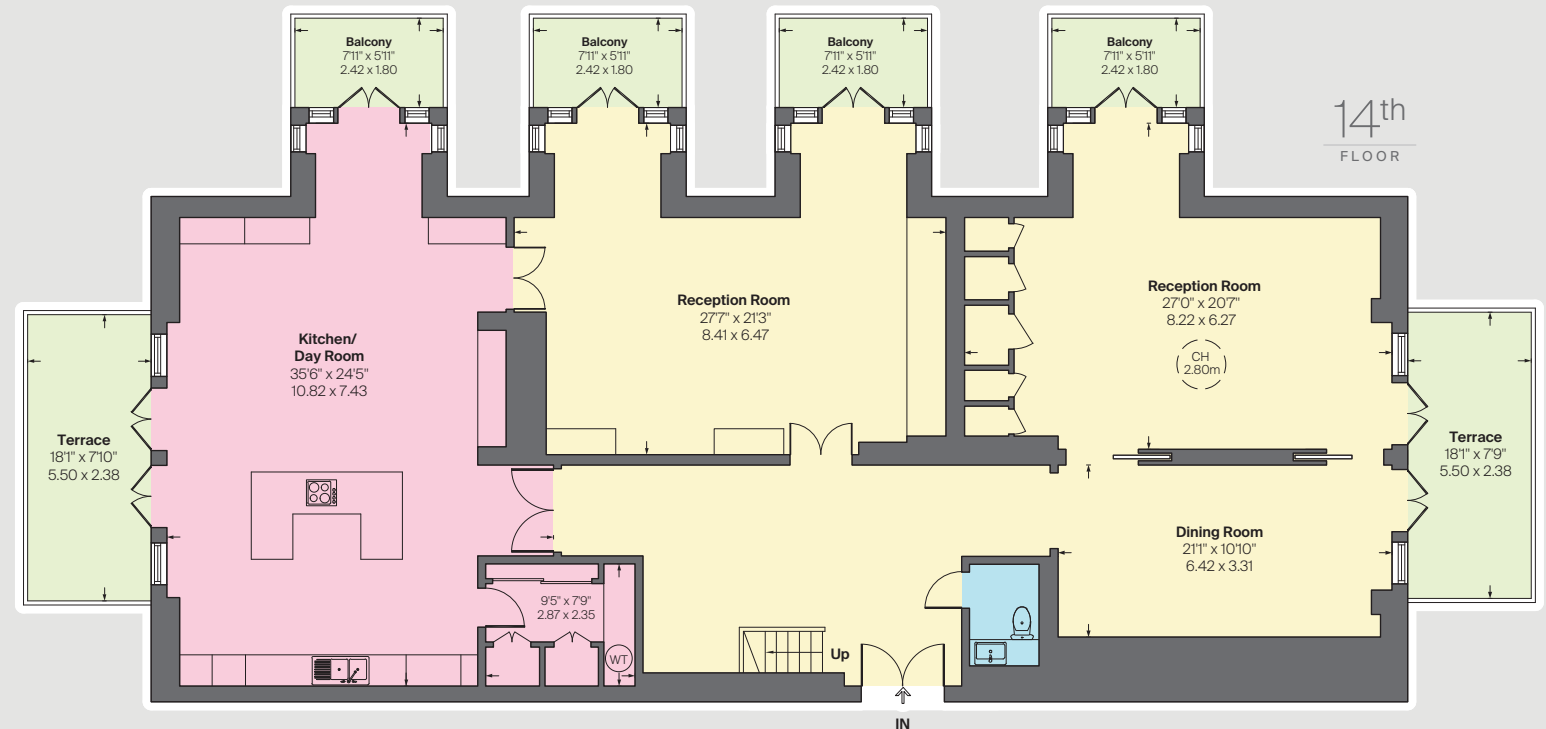 Balcony
7'11" x 5'11"
2.42 x 1.80
Balcony
7'11" x 5'11"
2.42 x 1.80
Balcony
7'11" x 5'11"
2.42 x 1.80
Balcony
7'11" x 5'11"
2.42 x 1.80
14th
FLOOR
Kitchen/
Day Room
35'6" x 24'5"
10.82 x 7.43
Reception Room
27'7" x 21'3"
8.41 x 6.47
Reception Room
27'0" x 20'7"
8.22 x 6.27
CH
2.80m
Terrace
18'1" x 7'10"
5.50 x 2.38
Terrace
18'1" x 7'9"
5.50 x 2.38
Dining Room
21'1" x 10'10"
6.42 x 3.31
9'5" x 7'9"
2.87 x 2.35
WT
Up
IN